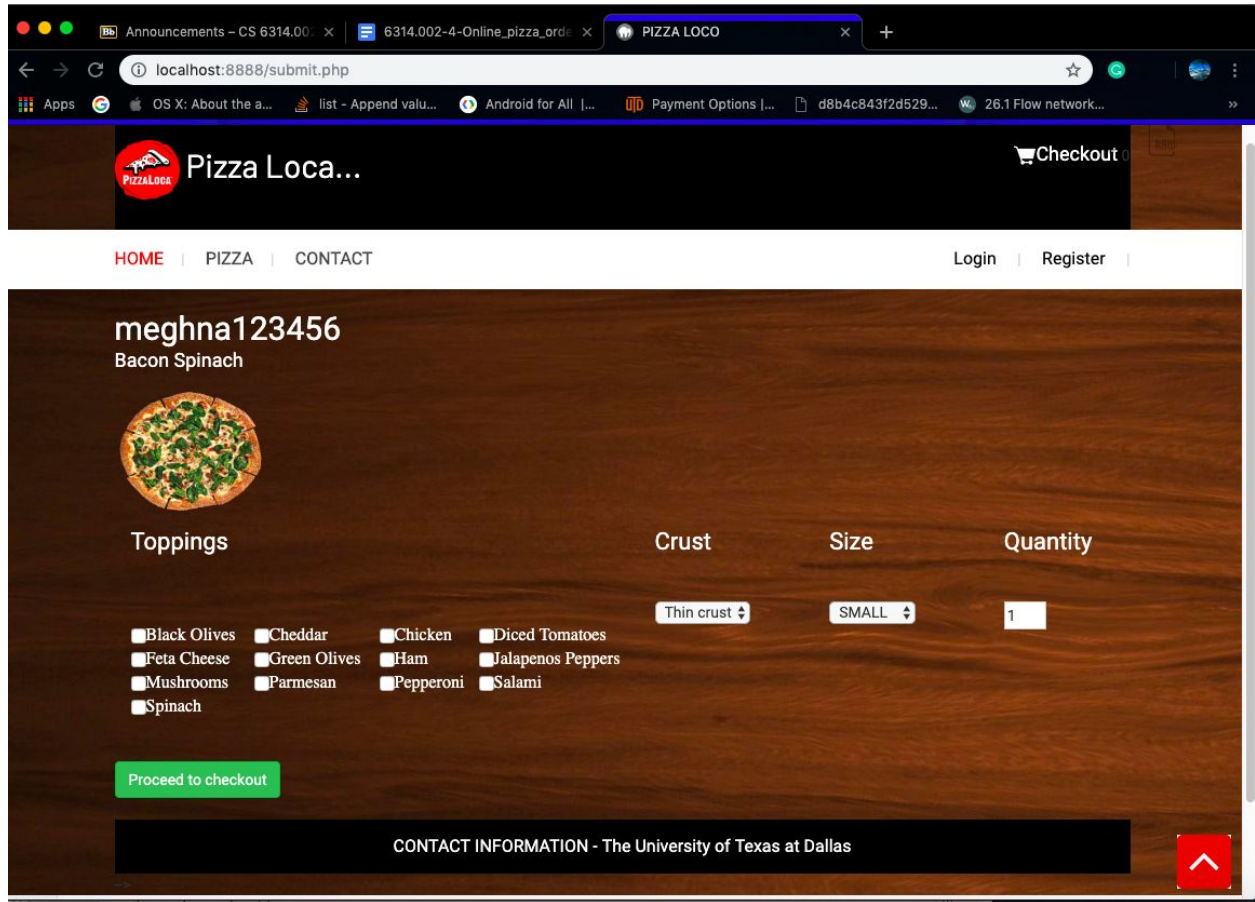 Announcements – CS 6314.00
6314.002-4-Online_pizza_orde
PIZZA LOCO
localhost:8888/submit.php
Apps
OS X: About the a...
list - Append valu...
Android for All |...
Payment Options |...
d8b4c843f2d529...
26.1 Flow network...
»
PIZZALOCA
Pizza Loca...
Checkout 0
HOME | PIZZA | CONTACT
Login | Register |
meghna123456
Bacon Spinach
Toppings Crust Size Quantity
Thin crust SMALL 1
Black Olives Cheddar Chicken Diced Tomatoes
Feta Cheese Green Olives Ham Jalapenos Peppers
Mushrooms Parmesan Pepperoni Salami
Spinach
Proceed to checkout
CONTACT INFORMATION - The University of Texas at Dallas
-->